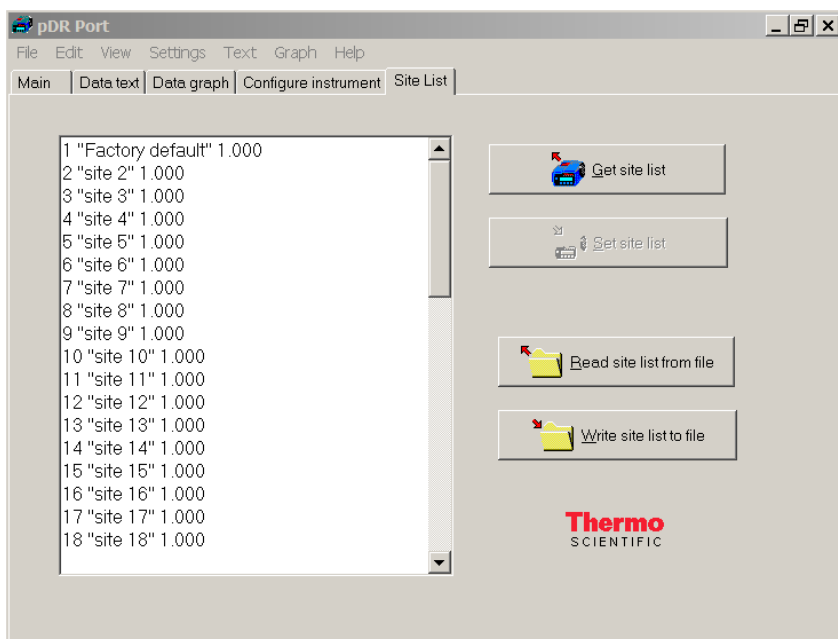 pDR Port
File Edit View Settings Text Graph Help
Main Data text Data graph Configure instrument Site List
1 "Factory default" 1.000
2 "site 2" 1.000
3 "site 3" 1.000
4 "site 4" 1.000
5 "site 5" 1.000
6 "site 6" 1.000
7 "site 7" 1.000
8 "site 8" 1.000
9 "site 9" 1.000
10 "site 10" 1.000
11 "site 11" 1.000
12 "site 12" 1.000
13 "site 13" 1.000
14 "site 14" 1.000
15 "site 15" 1.000
16 "site 16" 1.000
17 "site 17" 1.000
18 "site 18" 1.000
Get site list
Set site list
Read site list from file
Write site list to file
Thermo
SCIENTIFIC